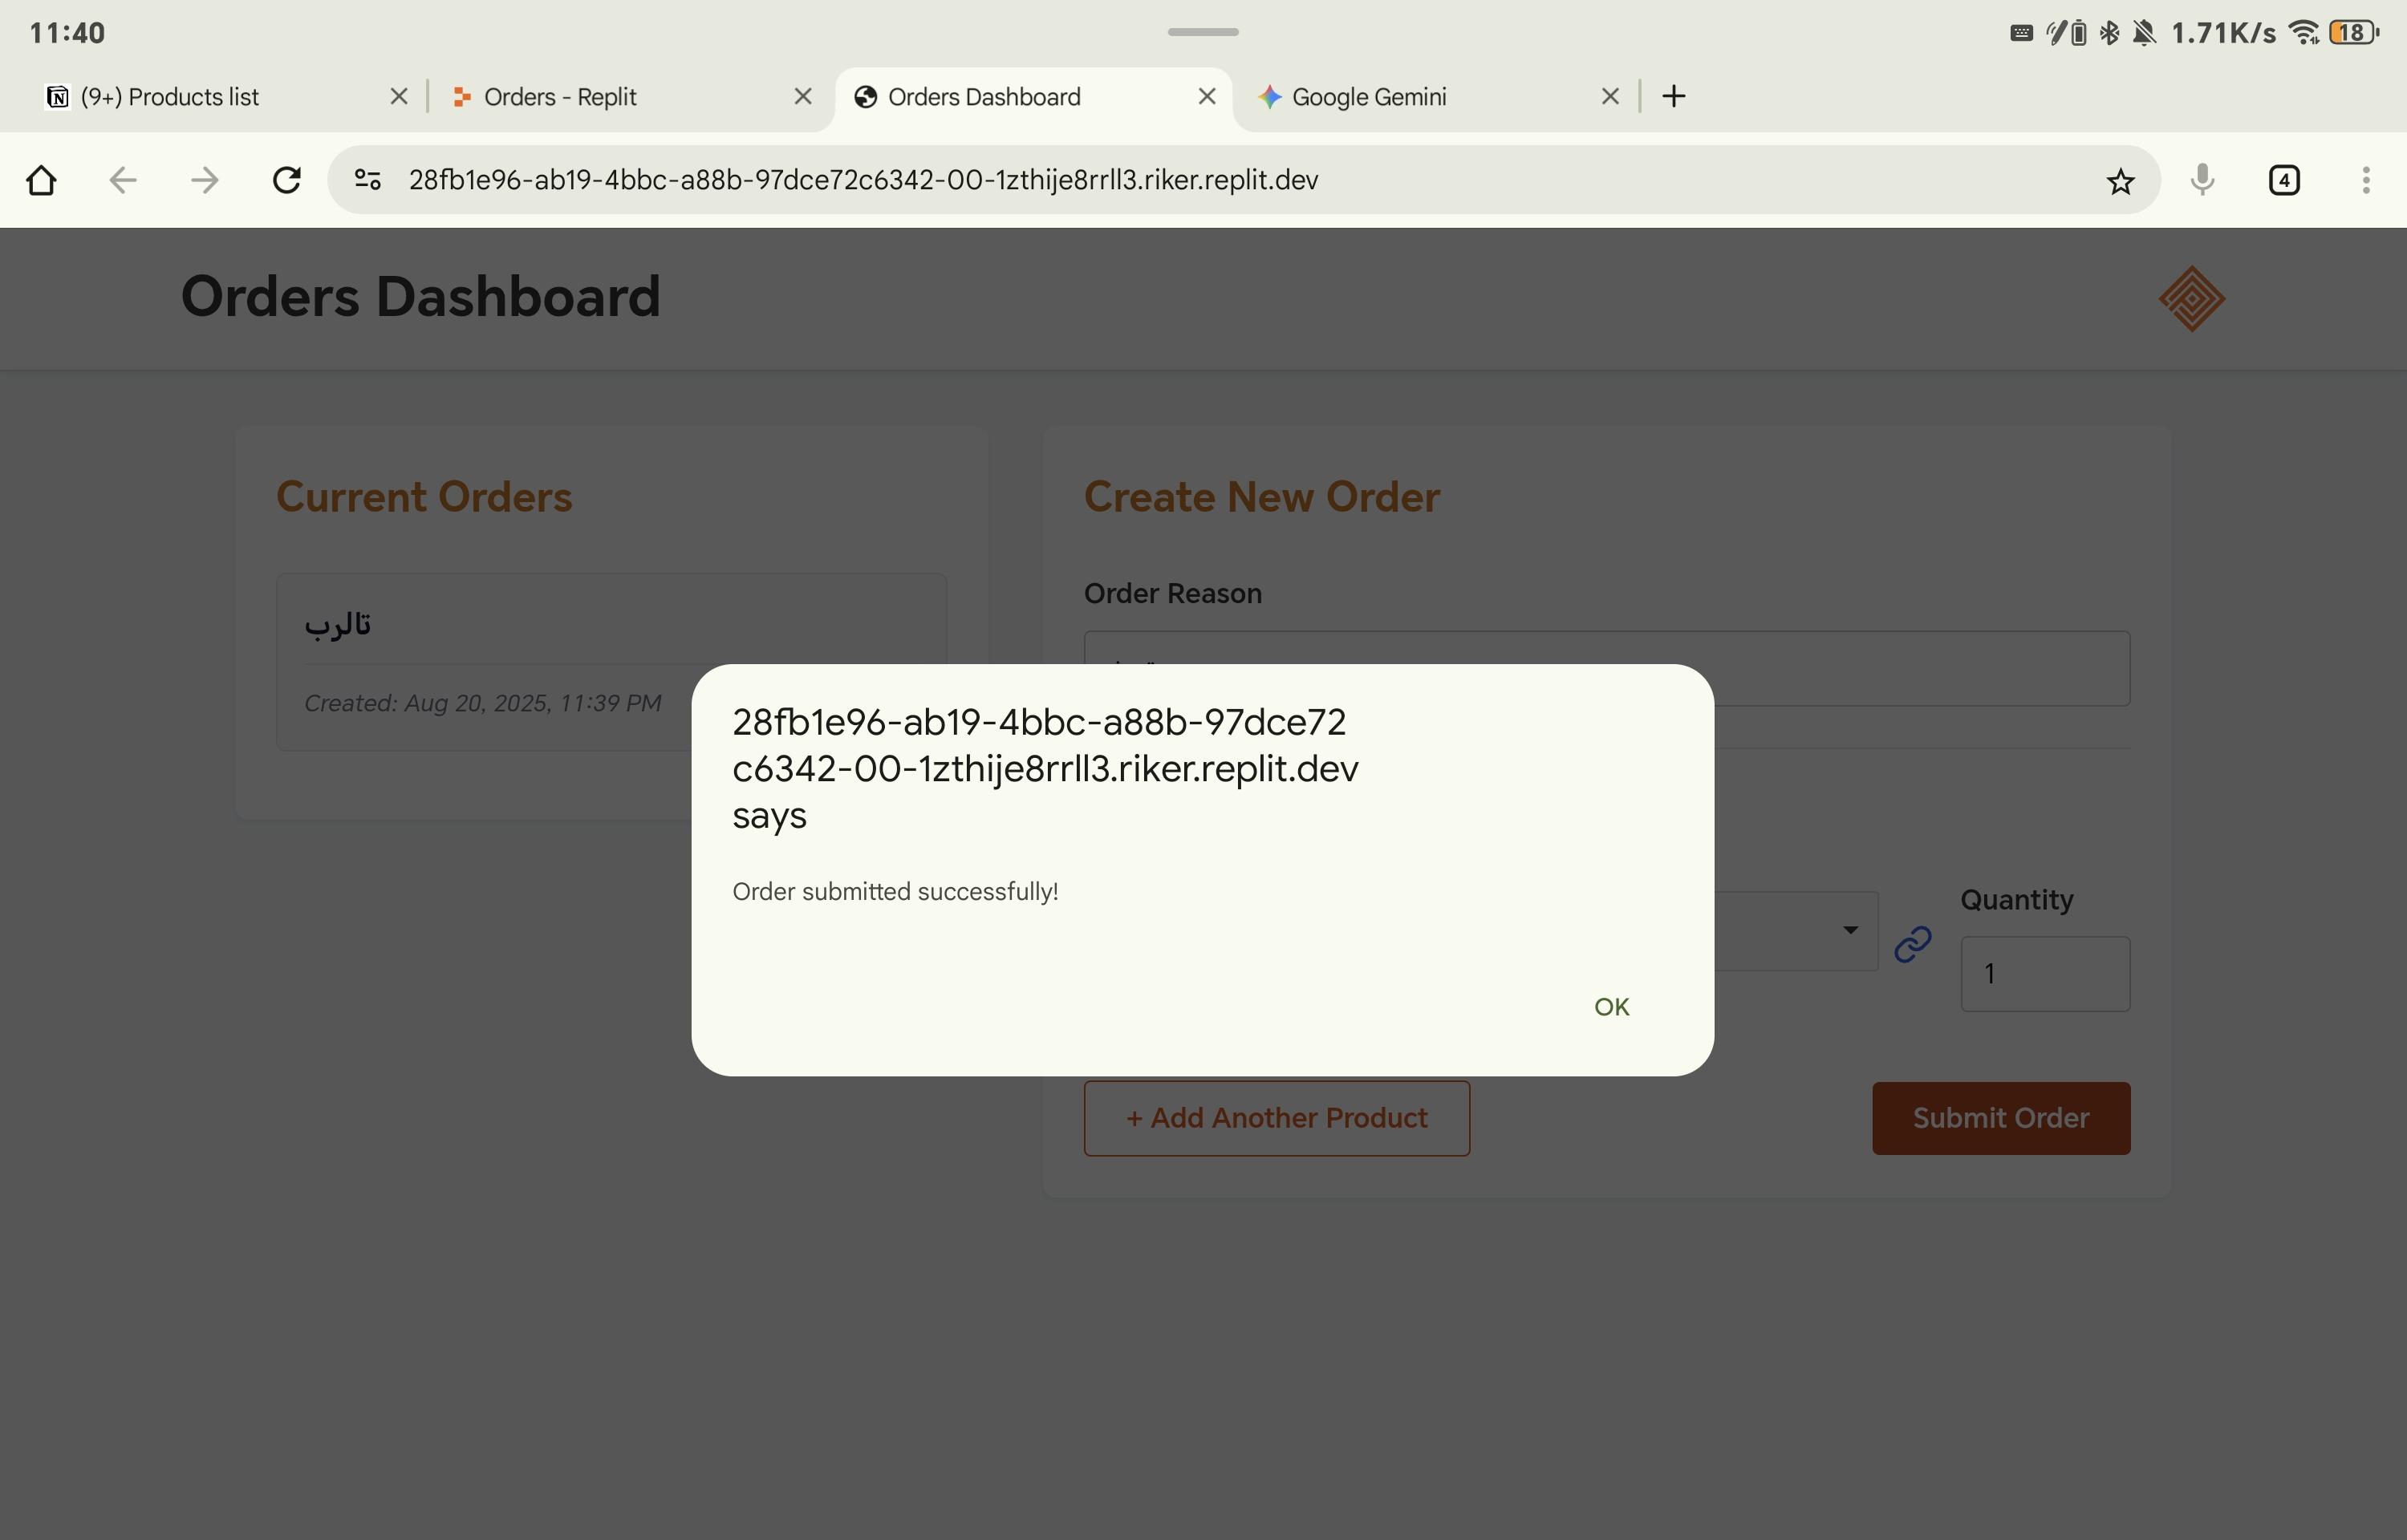 11:40
1.71K/s
18
(9+) Products list
Orders - Replit
Orders Dashboard
Google Gemini
28fb1e96-ab19-4bbc-a88b-97dce72c6342-00-1zthije8rrll3.riker.replit.dev
4
Orders Dashboard
Current Orders
تالرب
Created: Aug 20, 2025, 11:39 PM
Create New Order
Order Reason
28fb1e96-ab19-4bbc-a88b-97dce72
c6342-00-1zthije8rrll3.riker.replit.dev
says
Order submitted successfully!
OK
Quantity
1
+ Add Another Product
Submit Order